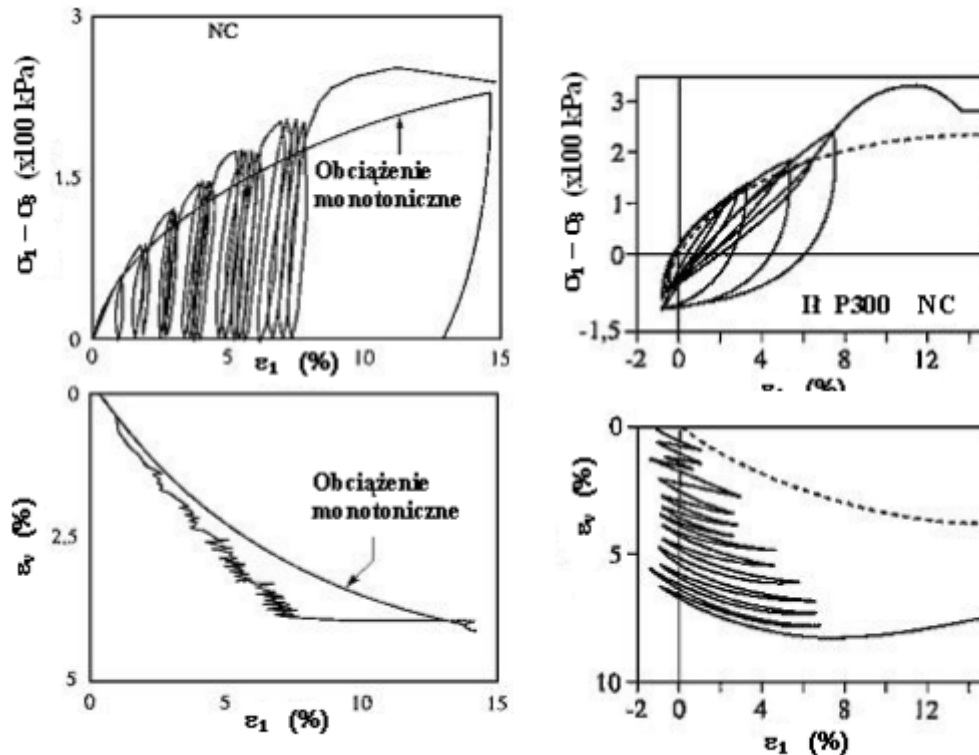 3
NC
σ₁ – σ₃ (x100 kPa)
1.5
Obciążenie
monotoniczne
0
0 5 10 15
ε₁ (%)
3
2
1
0
-1,5
σ₁ – σ₃ (x100 kPa)
P300 NC
-2 0 4 8 12
(%)
0
2.5
5
εᵥ (%)
Obciążenie
monotoniczne
0 5 10 15
ε₁ (%)
0
5
10
εᵥ (%)
-2 0 4 8 12
ε₁ (%)